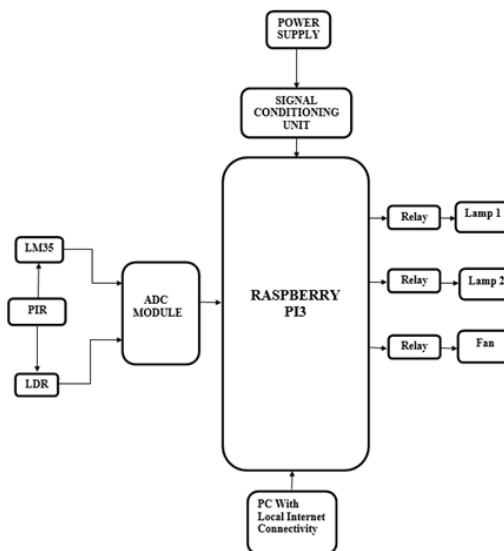 POWER
SUPPLY
SIGNAL
CONDITIONING
UNIT
Relay
Lamp 1
LM35
ADC
MODULE
RASPBERRY
PI3
Relay
Lamp 2
PIR
Relay
Fan
LDR
PC With
Local Internet
Connectivity